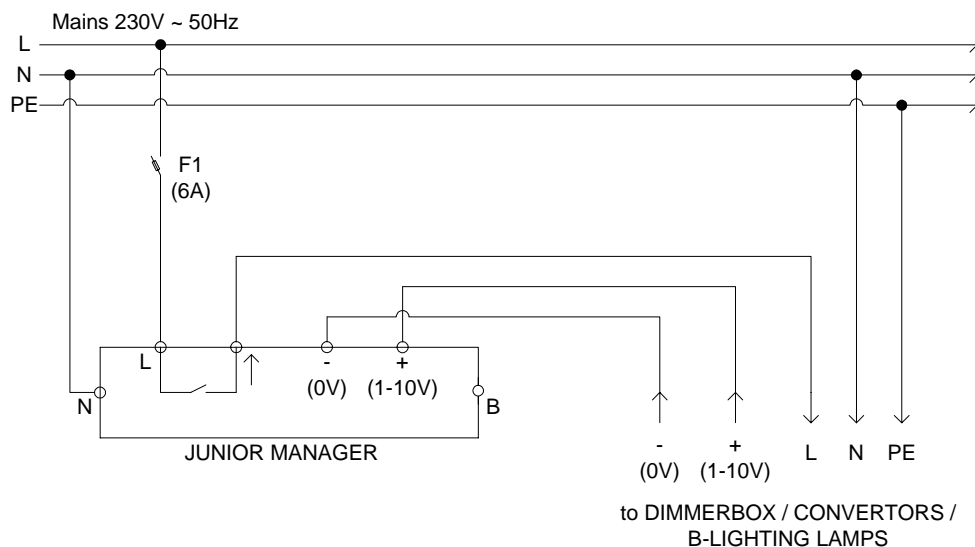 Mains 230V ~ 50Hz
L
N
PE
F1
(6A)
L
-
+
(0V)
(1-10V)
N
B
JUNIOR MANAGER
-
+
L
N
PE
(0V)
(1-10V)
to DIMMERBOX / CONVERTORS /
B-LIGHTING LAMPS